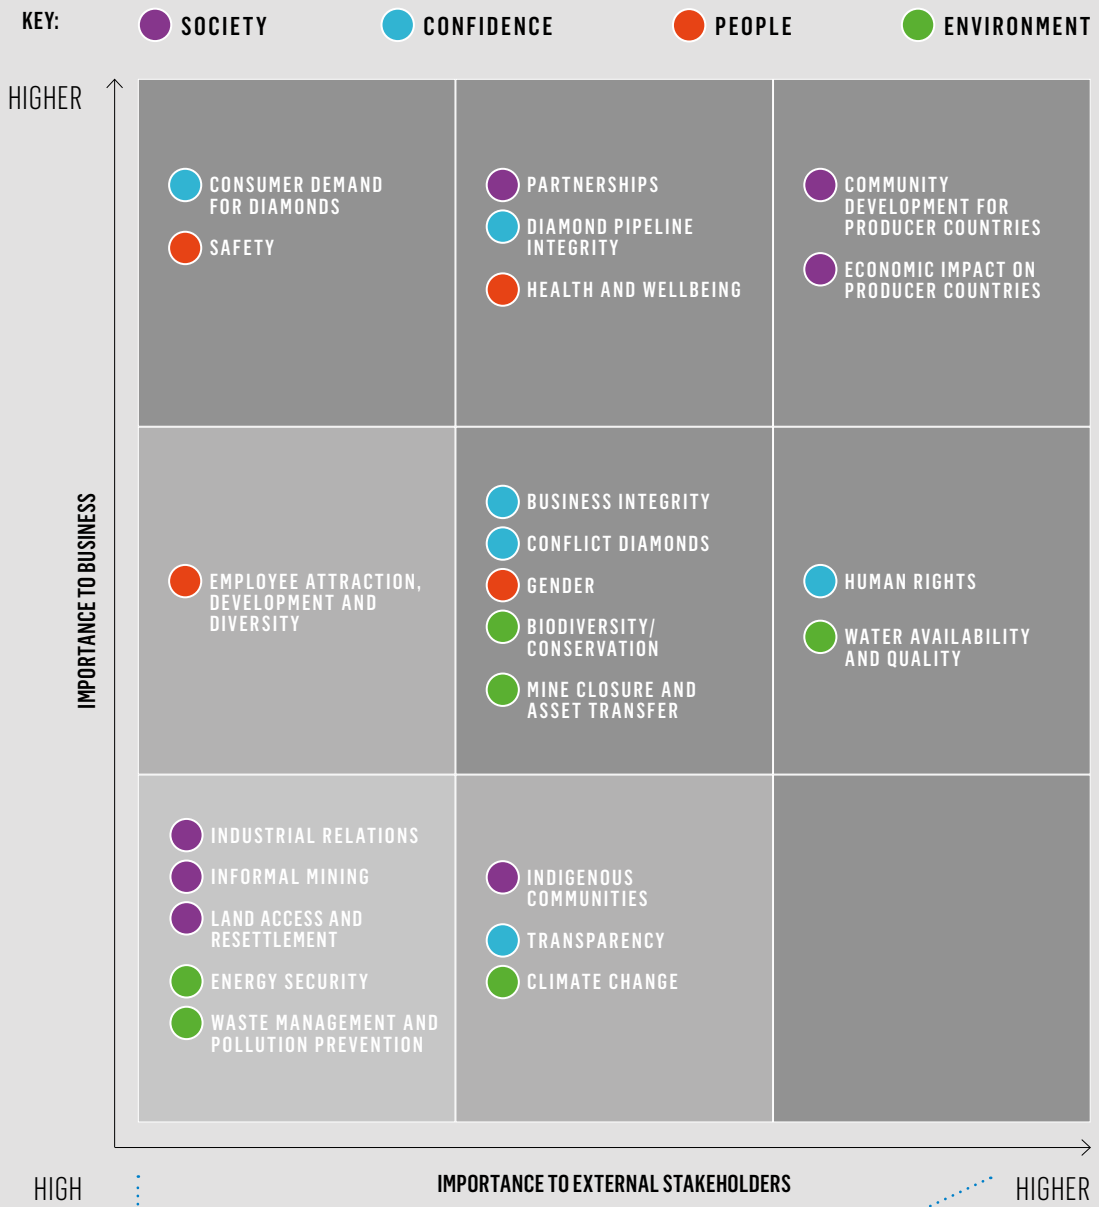 KEY:
SOCIETY
CONFIDENCE
PEOPLE
ENVIRONMENT
HIGHER
CONSUMER DEMAND
FOR DIAMONDS
SAFETY
PARTNERSHIPS
DIAMOND PIPELINE
INTEGRITY
HEALTH AND WELLBEING
COMMUNITY
DEVELOPMENT FOR
PRODUCER COUNTRIES
ECONOMIC IMPACT ON
PRODUCER COUNTRIES
IMPORTANCE TO BUSINESS
EMPLOYEE ATTRACTION,
DEVELOPMENT AND
DIVERSITY
BUSINESS INTEGRITY
CONFLICT DIAMONDS
GENDER
BIODIVERSITY/
CONSERVATION
MINE CLOSURE AND
ASSET TRANSFER
HUMAN RIGHTS
WATER AVAILABILITY
AND QUALITY
INDUSTRIAL RELATIONS
INFORMAL MINING
LAND ACCESS AND
RESETTLEMENT
ENERGY SECURITY
WASTE MANAGEMENT AND
POLLUTION PREVENTION
INDIGENOUS
COMMUNITIES
TRANSPARENCY
CLIMATE CHANGE
HIGH
IMPORTANCE TO EXTERNAL STAKEHOLDERS
HIGHER